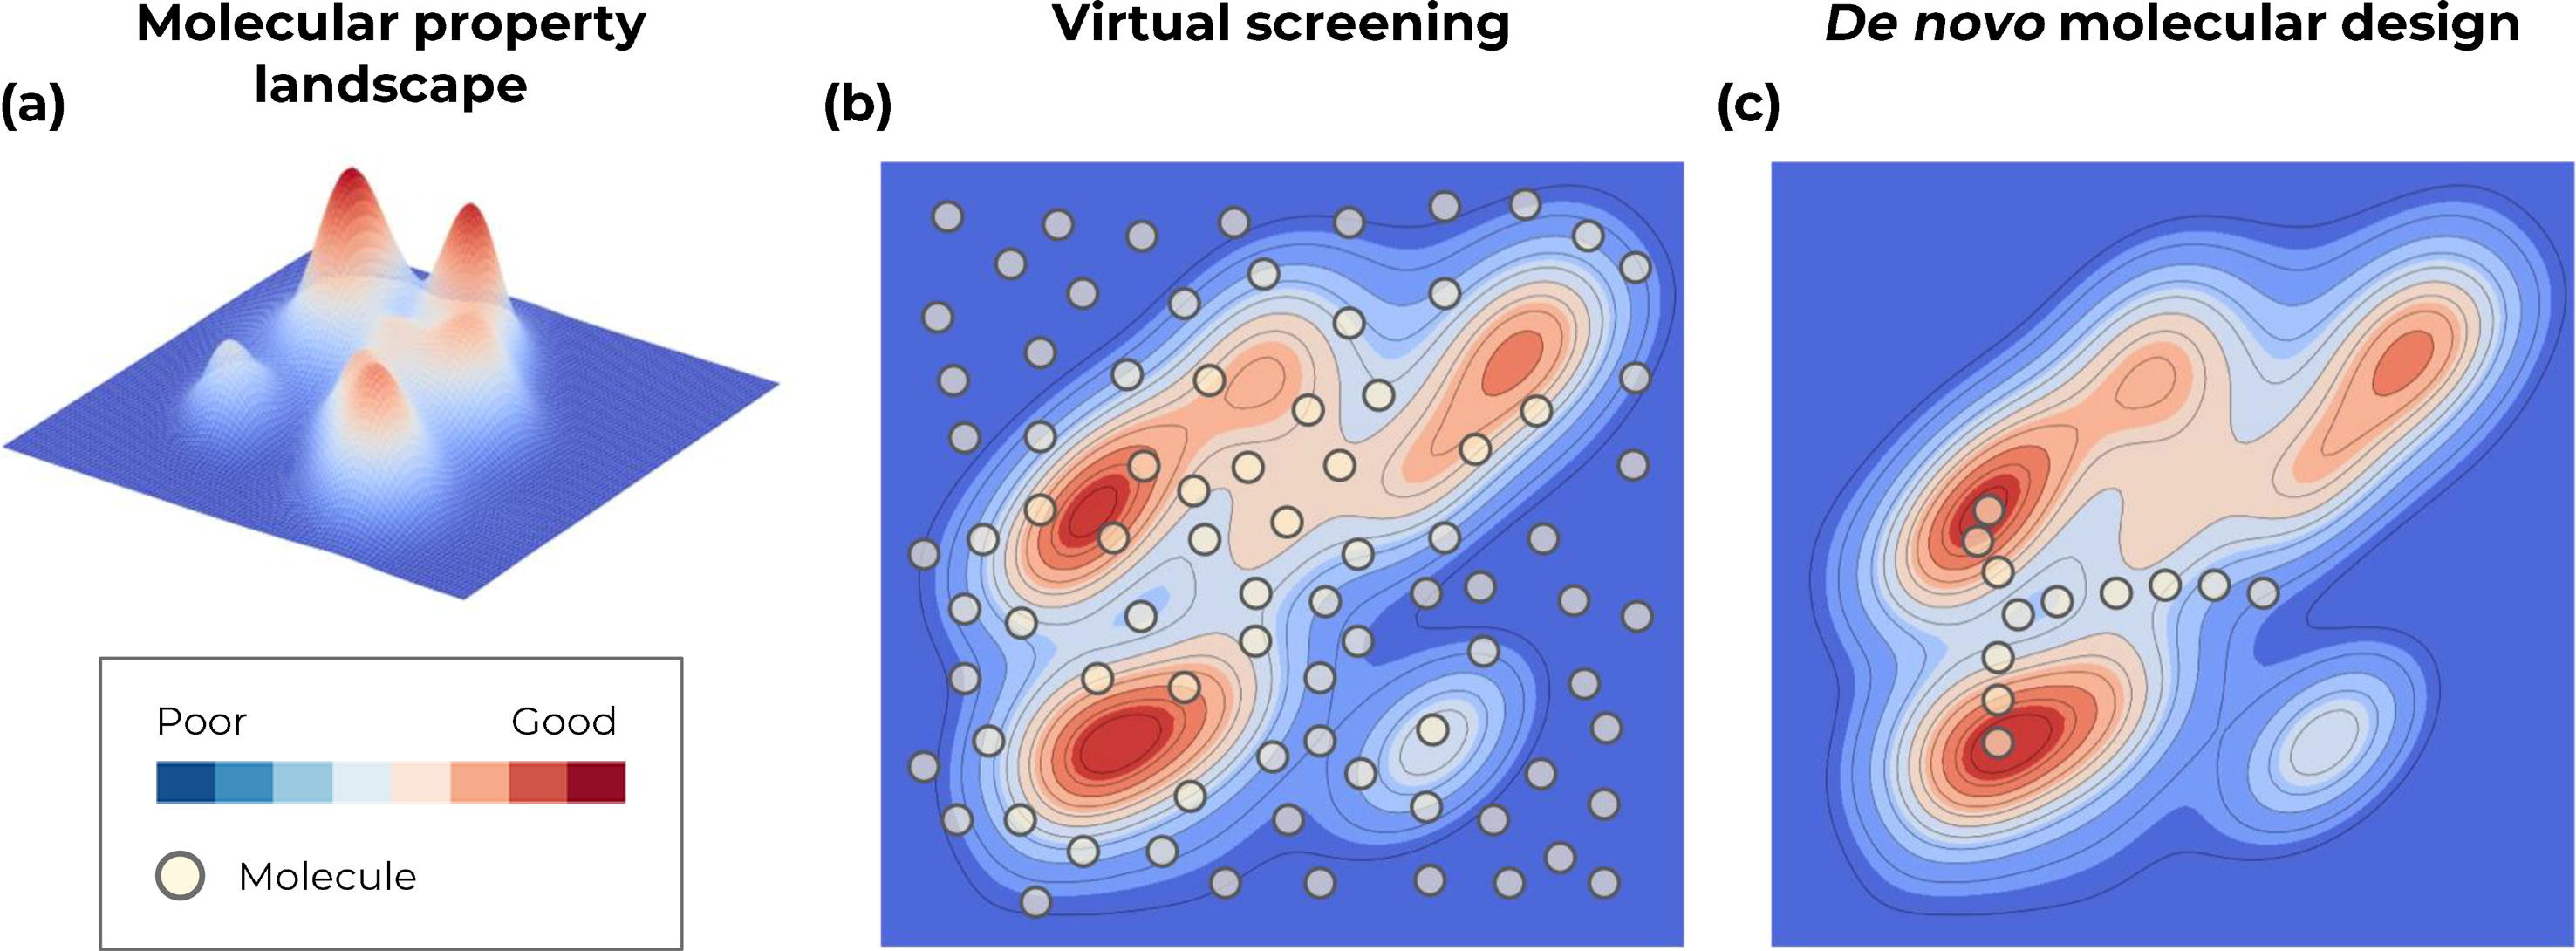 Molecular property
landscape
(a)
Poor Good
Molecule
Virtual screening
(b)
De novo molecular design
(c)